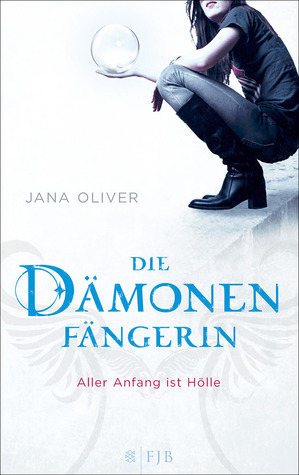 JANA OLIVER
DIE
DÄMONEN
FÄNGERIN
Aller Anfang ist Hölle
FJB